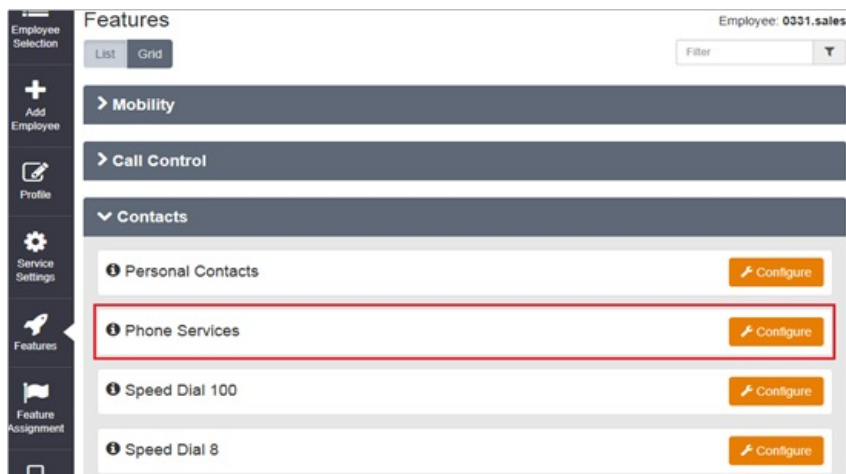 Employee
Selection
Add
Employee
Profile
Service
Settings
Features
Feature
Assignment
Features
Employee: 0331.sales
List Grid
Filter
Mobility
Call Control
Contacts
Personal Contacts
Configure
Phone Services
Configure
Speed Dial 100
Configure
Speed Dial 8
Configure